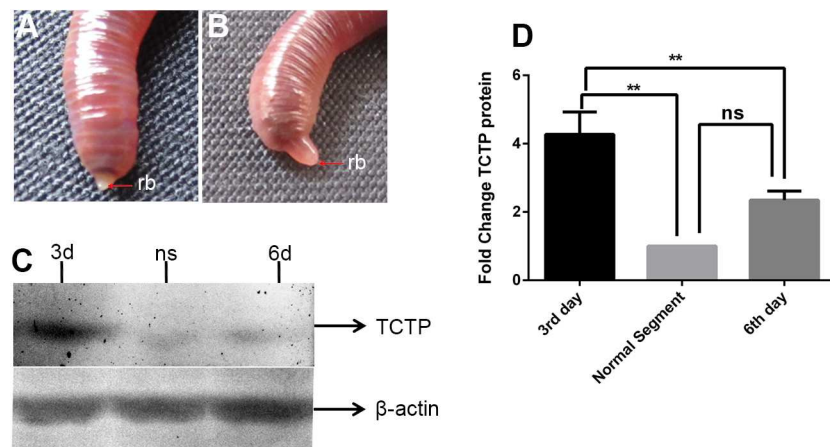 A
rb
B
rb
C
3d ns 6d
TCTP
β-actin
D
Fold Change TCTP protein
6
4
2
0
**
**
ns
3rd day
Normal Segment
6th day